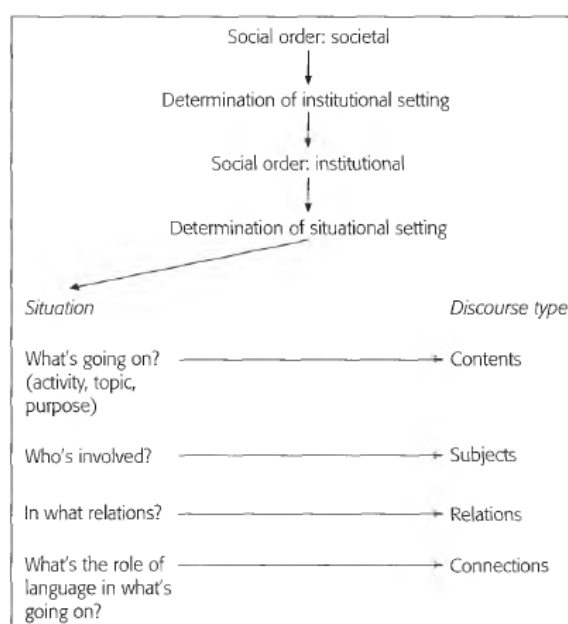 Social order: societal
Determination of institutional setting
Social order: institutional
Determination of situational setting
Situation
Discourse type
What's going on?
(activity, topic,
purpose)
Contents
Who's involved?
Subjects
In what relations?
Relations
What's the role of
language in what's
going on?
Connections